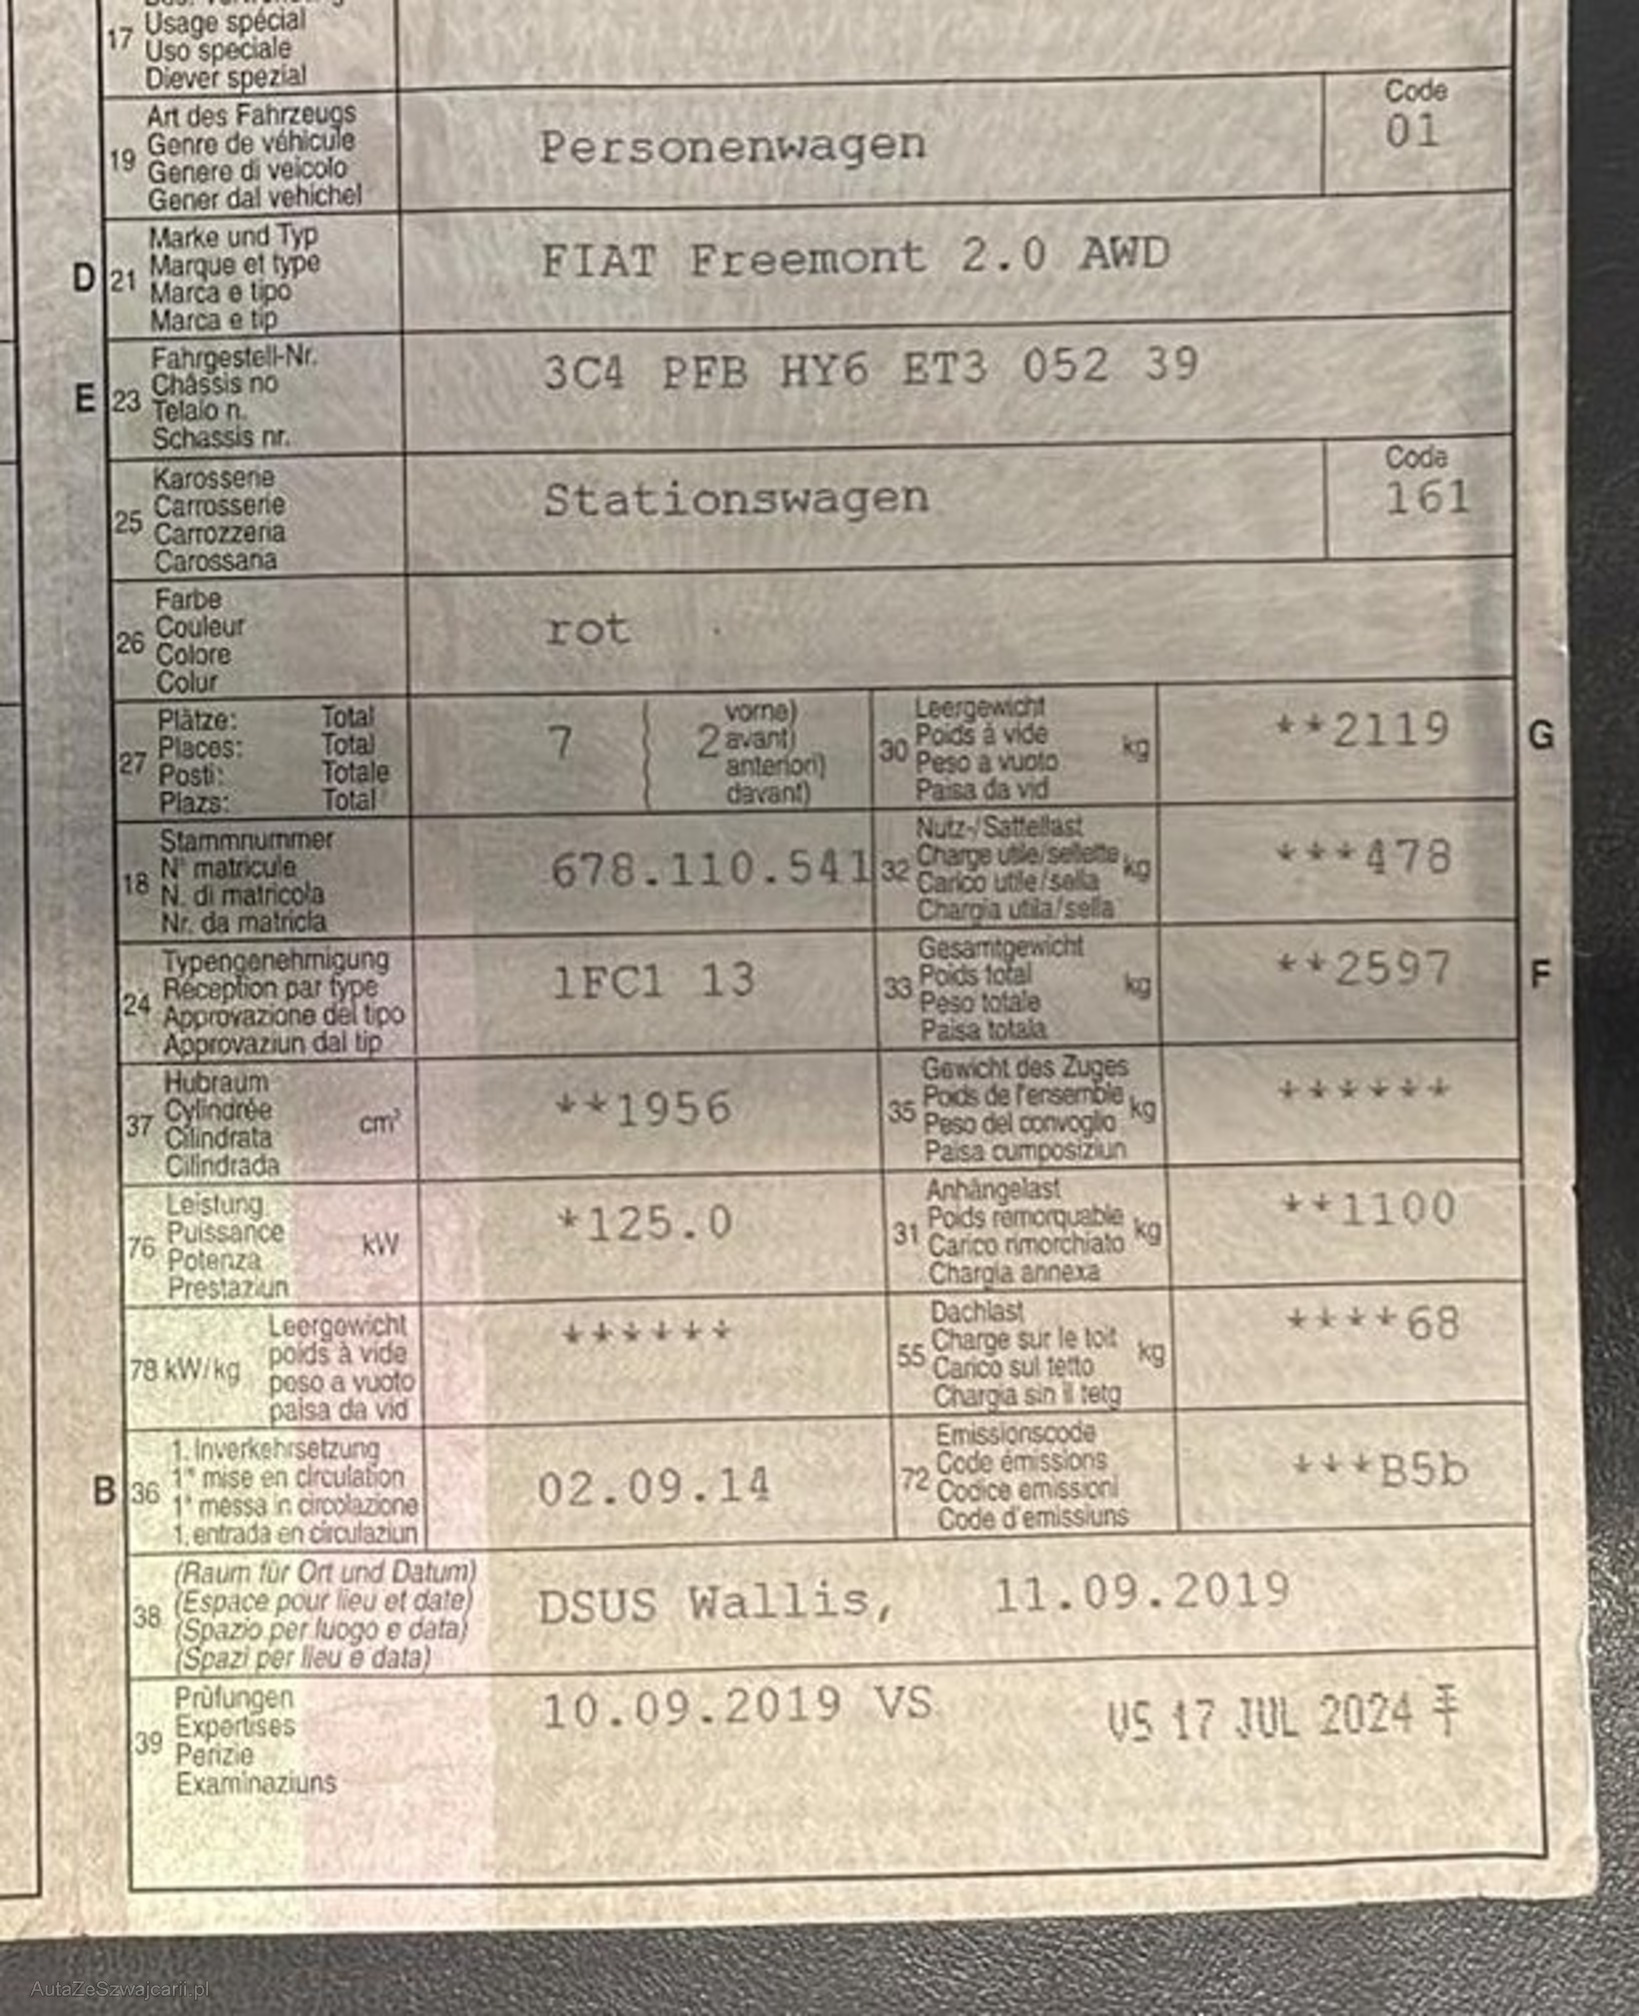 17 Usage spécial
Uso speciale
Diever spezial
19 Art des Fahrzeugs
Genre de véhicule
Genere di veicolo
Gener dal vehichel
Personenwagen
Code
01
D 21 Marke und Typ
Marque et type
Marca e tipo
Marca e tip
FIAT Freemont 2.0 AWD
E 23 Fahrgestell-Nr.
Châssis no
Telaio n.
Schassis nr.
3C4 PFB HY6 ET3 052 39
25 Karosserie
Carrosserie
Carrozzeria
Carossaria
Stationswagen
Code
161
26 Farbe
Couleur
Colore
Colur
rot
27 Plätze: Total
Places: Total
Posti: Totale
Plazs: Total
7
2 vorne)
avant)
anteriori)
davant)
30 Leergewicht
Poids à vide
Peso a vuoto
Paisa da vid
kg
**2119
G
18 Stammnummer
N° matricule
N. di matricola
Nr. da matricla
678.110.541
32 Nutz-/Sattellast
Charge utile/sellette
Carico utile/sella
Chargia utila/sella
kg
***478
24 Typengenehmigung
Réception par type
Approvazione del tipo
Approvaziun dal tip
1FC1 13
33 Gesamtgewicht
Poids total
Peso totale
Paisa totala
kg
**2597
F
37 Hubraum
Cylindrée
Cilindrata
Cilindrada
cm³
**1956
35 Gewicht des Zuges
Poids de l'ensemble
Peso del convoglio
Paisa cumposiziun
kg
******
76 Leistung
Puissance
Potenza
Prestaziun
kW
*125.0
31 Anhängelast
Poids remorquable
Carico rimorchiato
Chargia annexa
kg
**1100
78 kW/kg
Leergewicht
poids à vide
peso a vuoto
paisa da vid
******
55 Dachlast
Charge sur le toit
Carico sul tetto
Chargia sin il tetg
kg
****68
B 36 1. Inverkehrsetzung
1ʳᵉ mise en circulation
1ᵃ messa in circolazione
1. entrada en circulaziun
02.09.14
72 Emissionscode
Code émissions
Codice emissioni
Code d'emissiuns
***B5b
38 (Raum für Ort und Datum)
(Espace pour lieu et date)
(Spazio per luogo e data)
(Spazi per lieu e data)
DSUS Wallis, 11.09.2019
39 Prüfungen
Expertises
Perizie
Examinaziuns
10.09.2019 VS
VS 17 JUL 2024
AutaZeSzwajcarii.pl